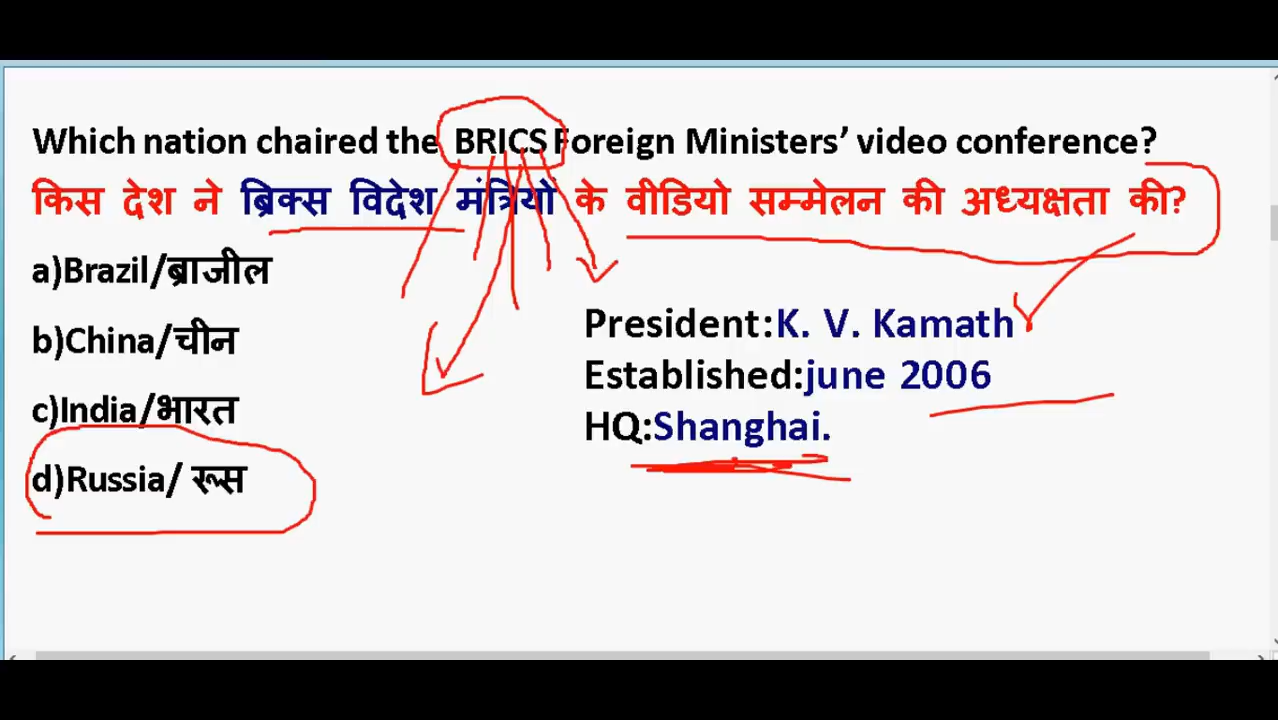 Which nation chaired the BRICS Foreign Ministers’ video conference?
किस देश ने ब्रिक्स विदेश मंत्रियों के वीडियो सम्मेलन की अध्यक्षता की?
a)Brazil/ब्राजील
b)China/चीन
c)India/भारत
d)Russia/ रूस
President:K. V. Kamath
Established:june 2006
HQ:Shanghai.